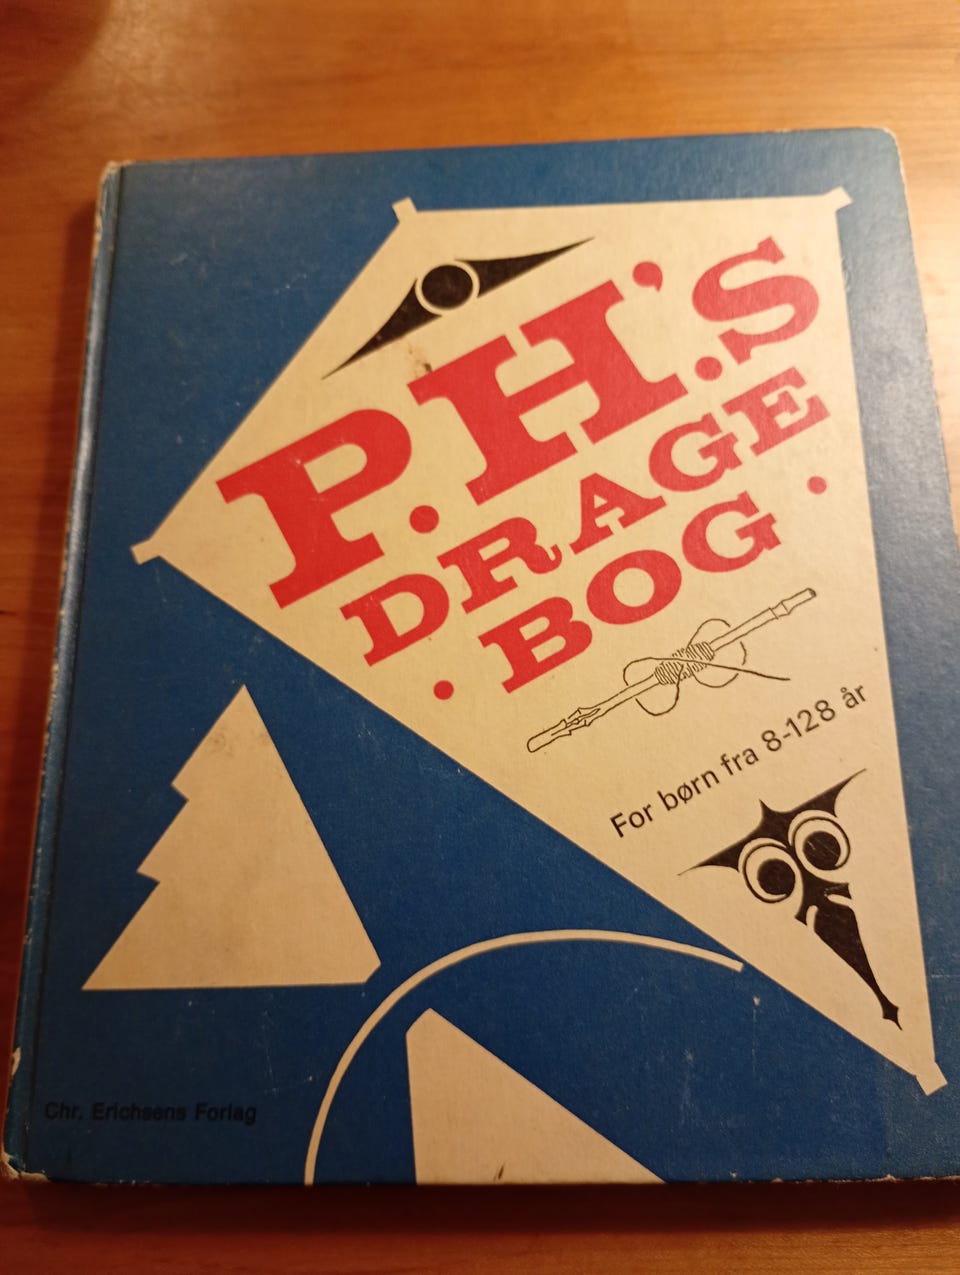 P.H'.S
DRAGE
· BOG ·
For børn fra 8-128 år
Chr. Erichsens Forlag